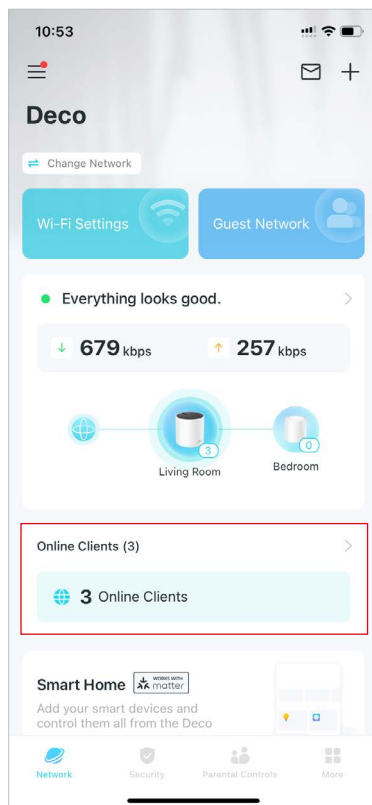 10:53
Deco
Change Network
Wi-Fi Settings
Guest Network
Everything looks good.
679 kbps
257 kbps
3
0
Living Room
Bedroom
Online Clients (3)
3 Online Clients
Smart Home
WORKS WITH
matter
Add your smart devices and
control them all from the Deco
Network
Security
Parental Controls
More